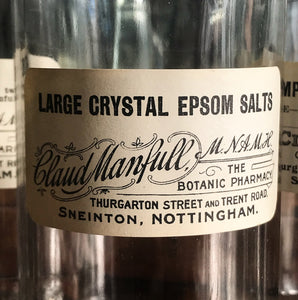 LARGE CRYSTAL EPSOM SALTS
Claud Manfull, M.N.A.M.H.
THE
BOTANIC PHARMACY,
THURGARTON STREET AND TRENT ROAD,
SNEINTON, NOTTINGHAM.